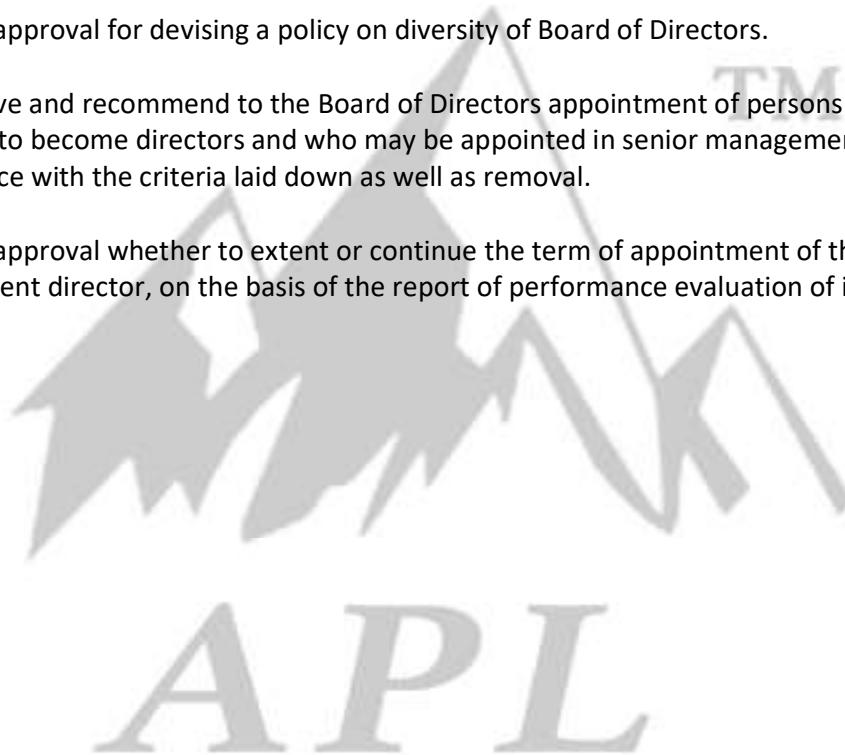 approval for devising a policy on diversity of Board of Directors.
ve and recommend to the Board of Directors appointment of persons
to become directors and who may be appointed in senior managemen
ce with the criteria laid down as well as removal.
approval whether to extent or continue the term of appointment of th
ent director, on the basis of the report of performance evaluation of i
TM
APL